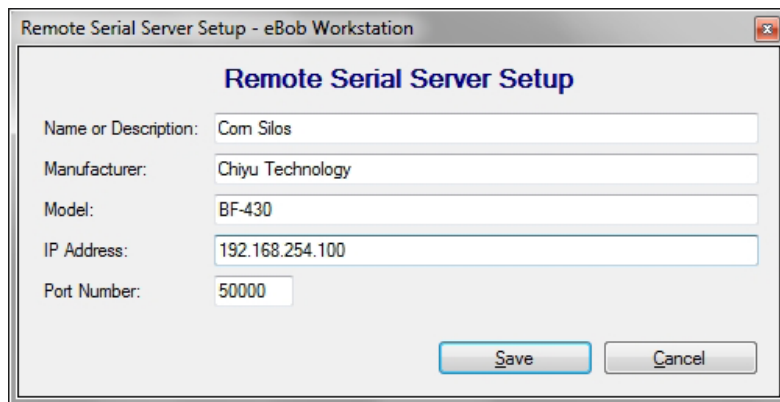 Remote Serial Server Setup - eBob Workstation
Remote Serial Server Setup
Name or Description: Corn Silos
Manufacturer: Chiyu Technology
Model: BF-430
IP Address: 192.168.254.100
Port Number: 50000
Save Cancel